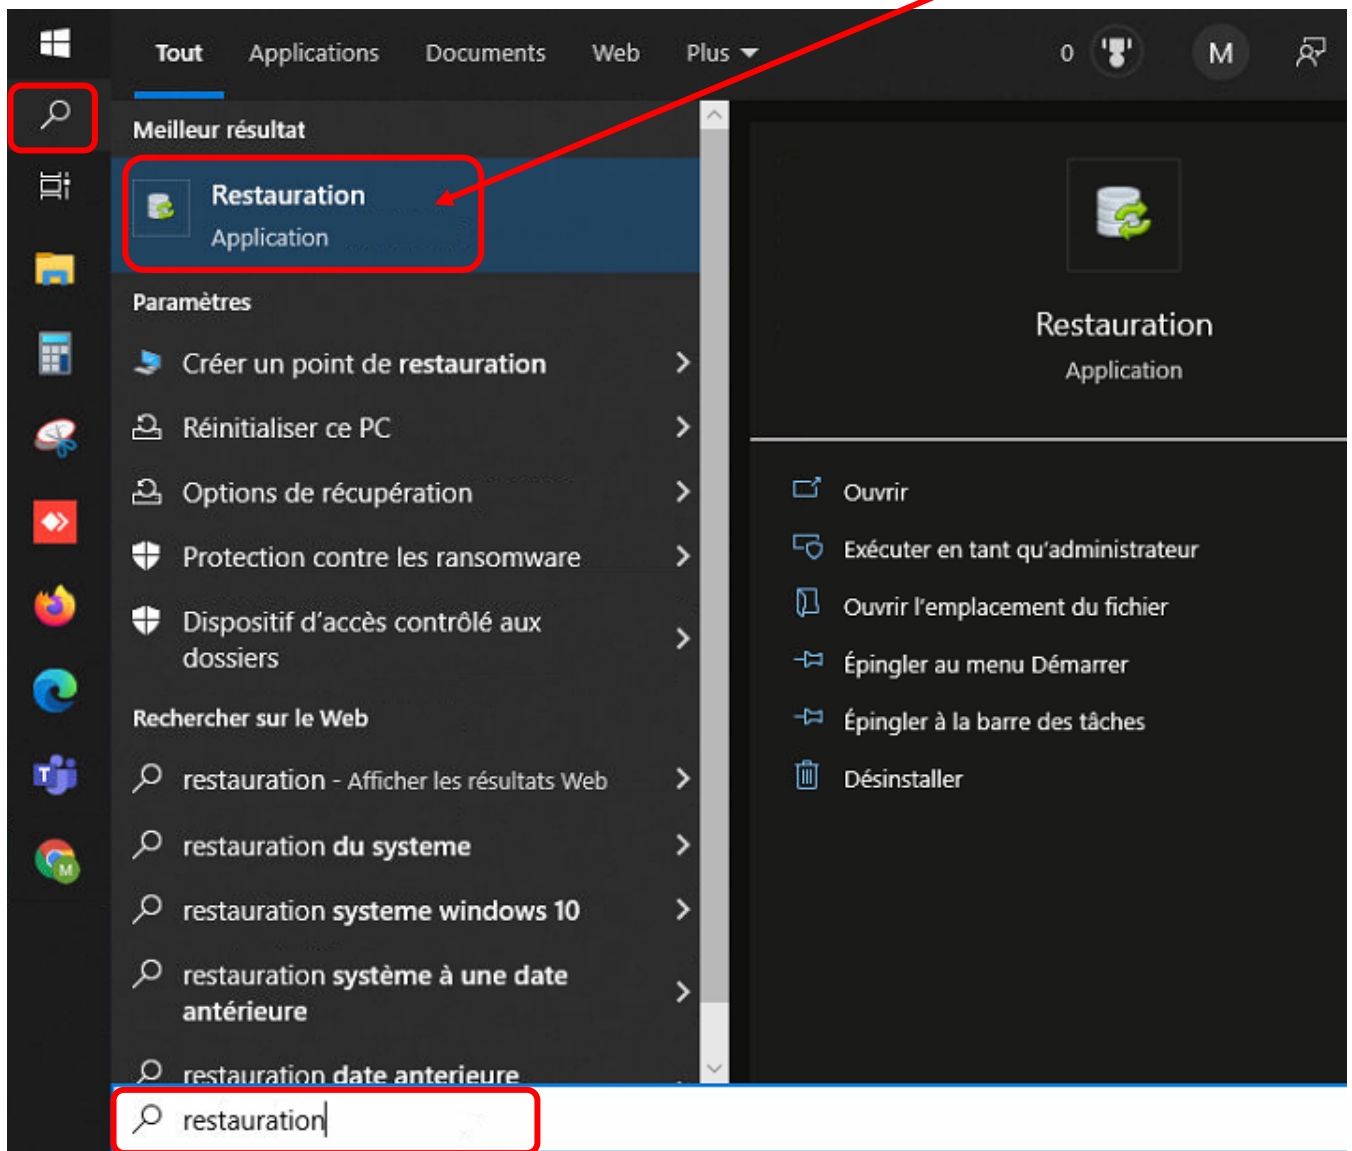 Tout Applications Documents Web Plus 0 M
Meilleur résultat
Restauration
Application
Paramètres
Créer un point de restauration
Réinitialiser ce PC
Options de récupération
Protection contre les ransomware
Dispositif d'accès contrôlé aux
dossiers
Rechercher sur le Web
restauration - Afficher les résultats Web
restauration du systeme
restauration systeme windows 10
restauration système à une date
antérieure
restauration date anterieure
restauration
Restauration
Application
Ouvrir
Exécuter en tant qu'administrateur
Ouvrir l'emplacement du fichier
Épingler au menu Démarrer
Épingler à la barre des tâches
Désinstaller
T
M